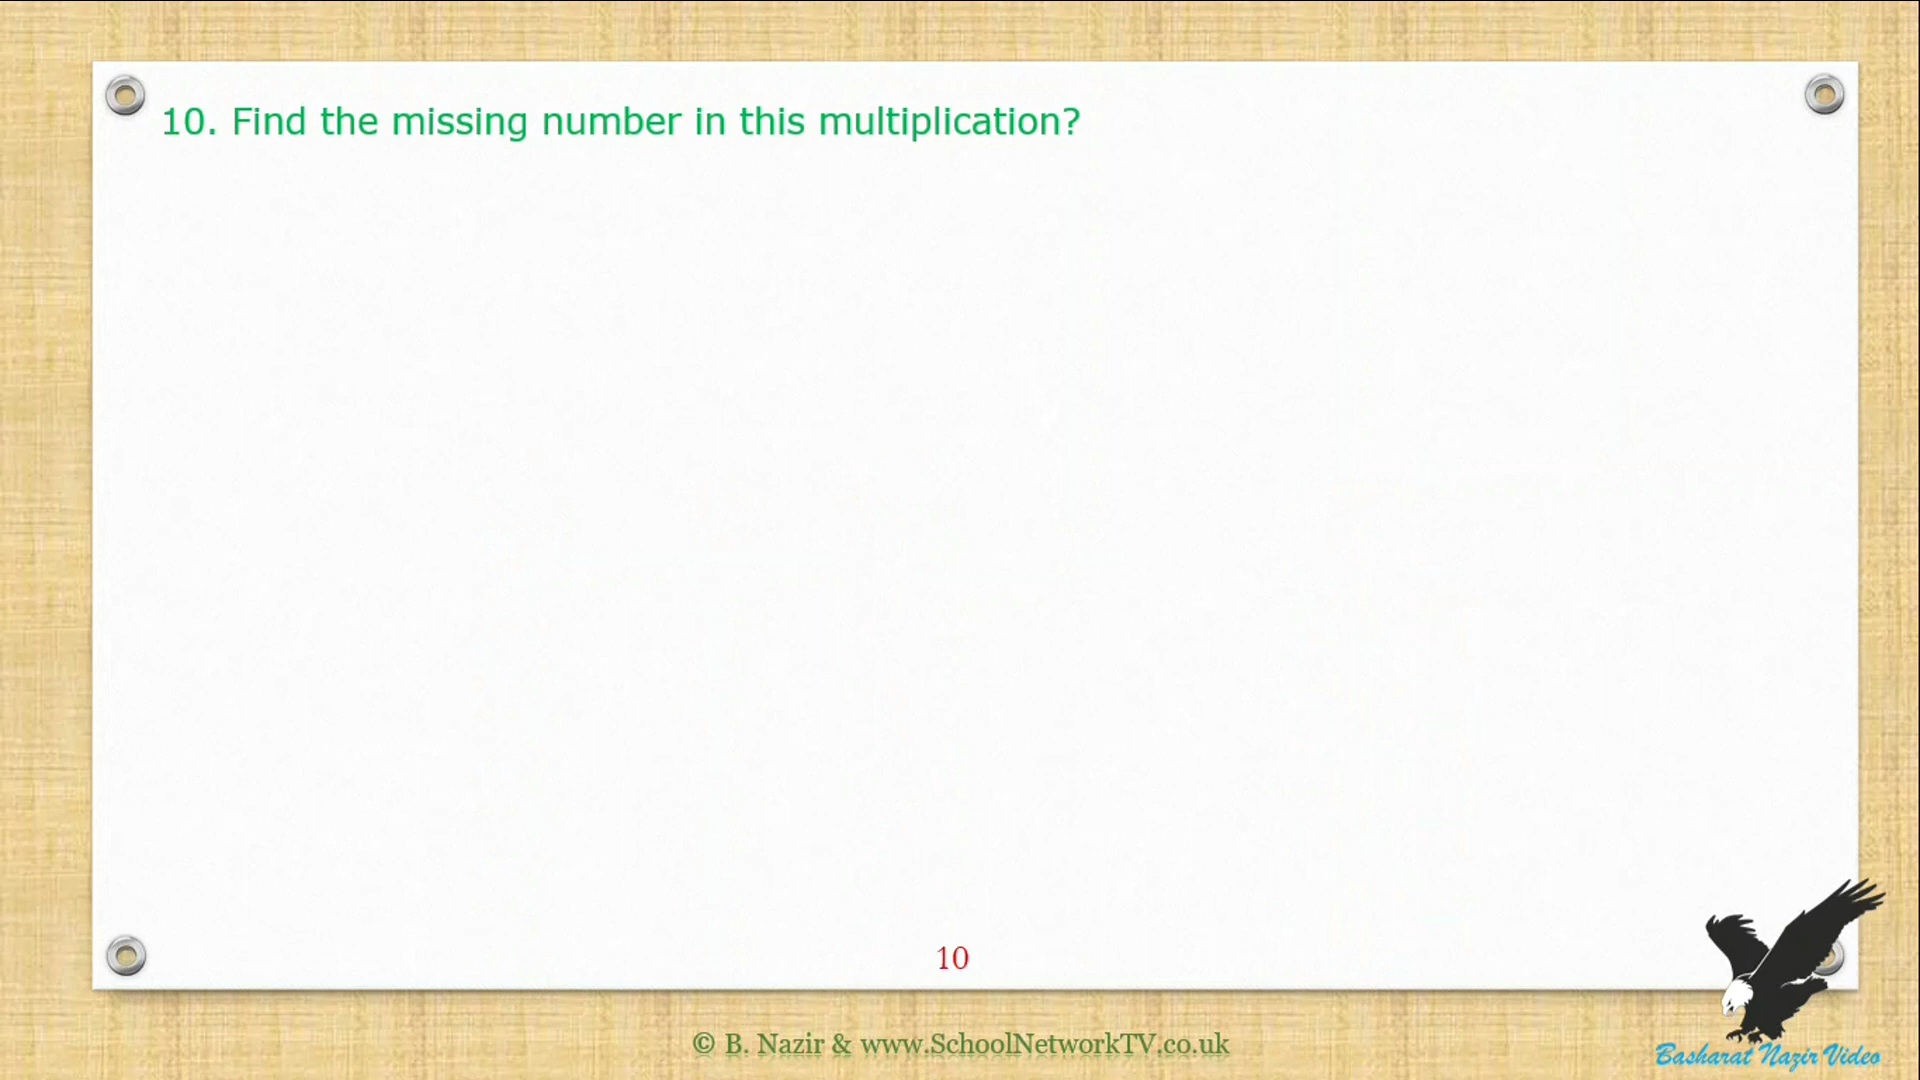 10. Find the missing number in this multiplication?
10
© B. Nazir & www.SchoolNetworkTV.co.uk
Basharat Nazir Video